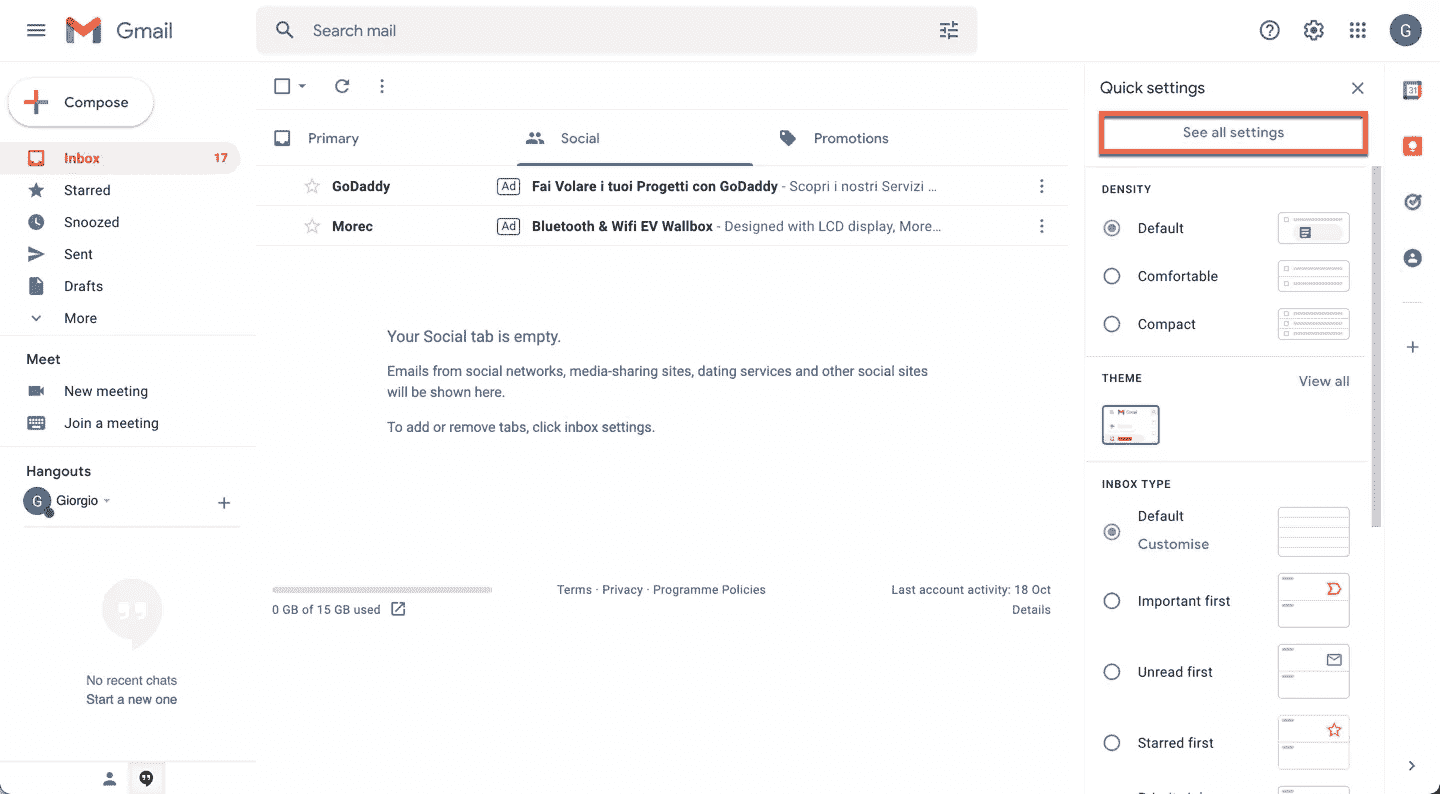 Gmail
Search mail
G
Compose
Inbox 17
Starred
Snoozed
Sent
Drafts
More
Meet
New meeting
Join a meeting
Hangouts
G Giorgio
No recent chats
Start a new one
Primary
Social
Promotions
GoDaddy Ad Fai Volare i tuoi Progetti con GoDaddy - Scopri i nostri Servizi ...
Morec Ad Bluetooth & Wifi EV Wallbox - Designed with LCD display, More...
Your Social tab is empty.
Emails from social networks, media-sharing sites, dating services and other social sites
will be shown here.
To add or remove tabs, click inbox settings.
0 GB of 15 GB used
Terms · Privacy · Programme Policies
Last account activity: 18 Oct
Details
Quick settings
See all settings
DENSITY
Default
Comfortable
Compact
THEME
View all
Gmail
INBOX TYPE
Default
Customise
Important first
Unread first
Starred first
31